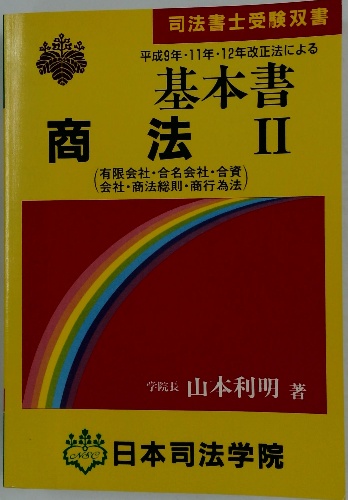 司法書士受験双書
平成9年・11年・12年改正法による
基本書
商法 II
(有限会社・合名会社・合資
会社・商法総則・商行為法)
学院長 山本利明 著
NSG 日本司法学院